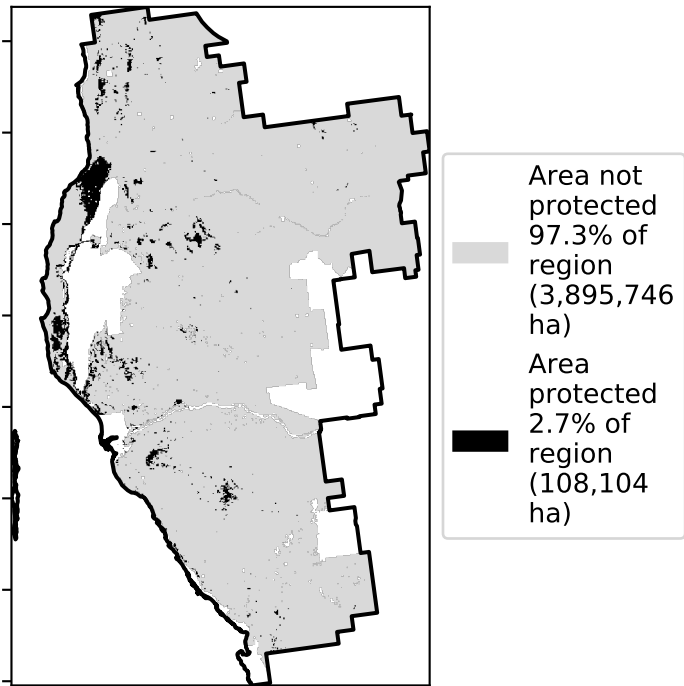 Area not
protected
97.3% of
region
(3,895,746
ha)
Area
protected
2.7% of
region
(108,104
ha)